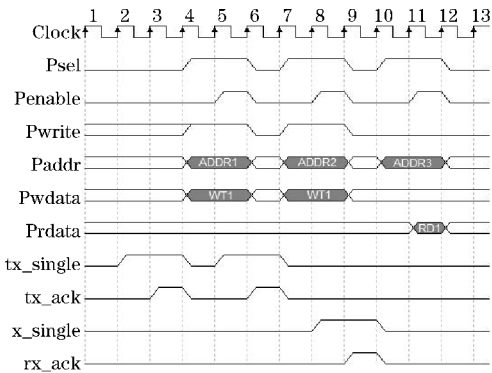 1 2 3 4 5 6 7 8 9 10 11 12 13
Clock
Psel
Penable
Pwrite
Paddr ADDR1 ADDR2 ADDR3
Pwdata WT1 WT1
Prdata RD1
tx_single
tx_ack
x_single
rx_ack